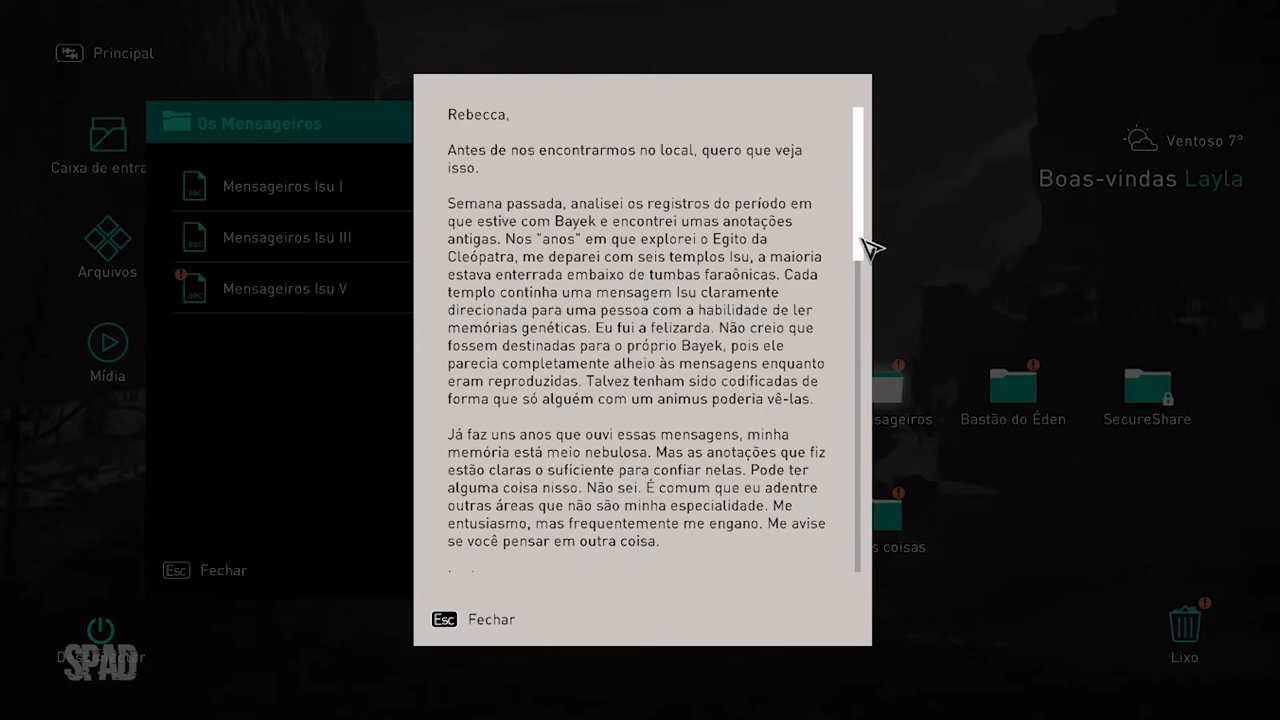 Principal
Os Mensageiros
Caixa de entra
Mensageiros Isu I
Mensageiros Isu III
Arquivos
Mensageiros Isu V
Mídia
Esc Fechar
SPAD
Rebecca,
Antes de nos encontrarmos no local, quero que veja
isso.
Semana passada, analisei os registros do período em
que estive com Bayek e encontrei umas anotações
antigas. Nos "anos" em que explorei o Egito da
Cleópatra, me deparei com seis templos Isu, a maioria
estava enterrada embaixo de tumbas faraônicas. Cada
templo continha uma mensagem Isu claramente
direcionada para uma pessoa com a habilidade de ler
memórias genéticas. Eu fui a felizarda. Não creio que
fossem destinadas para o próprio Bayek, pois ele
parecia completamente alheio às mensagens enquanto
eram reproduzidas. Talvez tenham sido codificadas de
forma que só alguém com um animus poderia vê-las.
Já faz uns anos que ouvi essas mensagens, minha
memória está meio nebulosa. Mas as anotações que fiz
estão claras o suficiente para confiar nelas. Pode ter
alguma coisa nisso. Não sei. É comum que eu adentre
outras áreas que não são minha especialidade. Me
entusiasmo, mas frequentemente me engano. Me avise
se você pensar em outra coisa.
Esc Fechar
Ventoso 7°
Boas-vindas Layla
sageiros
Bastão do Éden
SecureShare
s coisas
Lixo